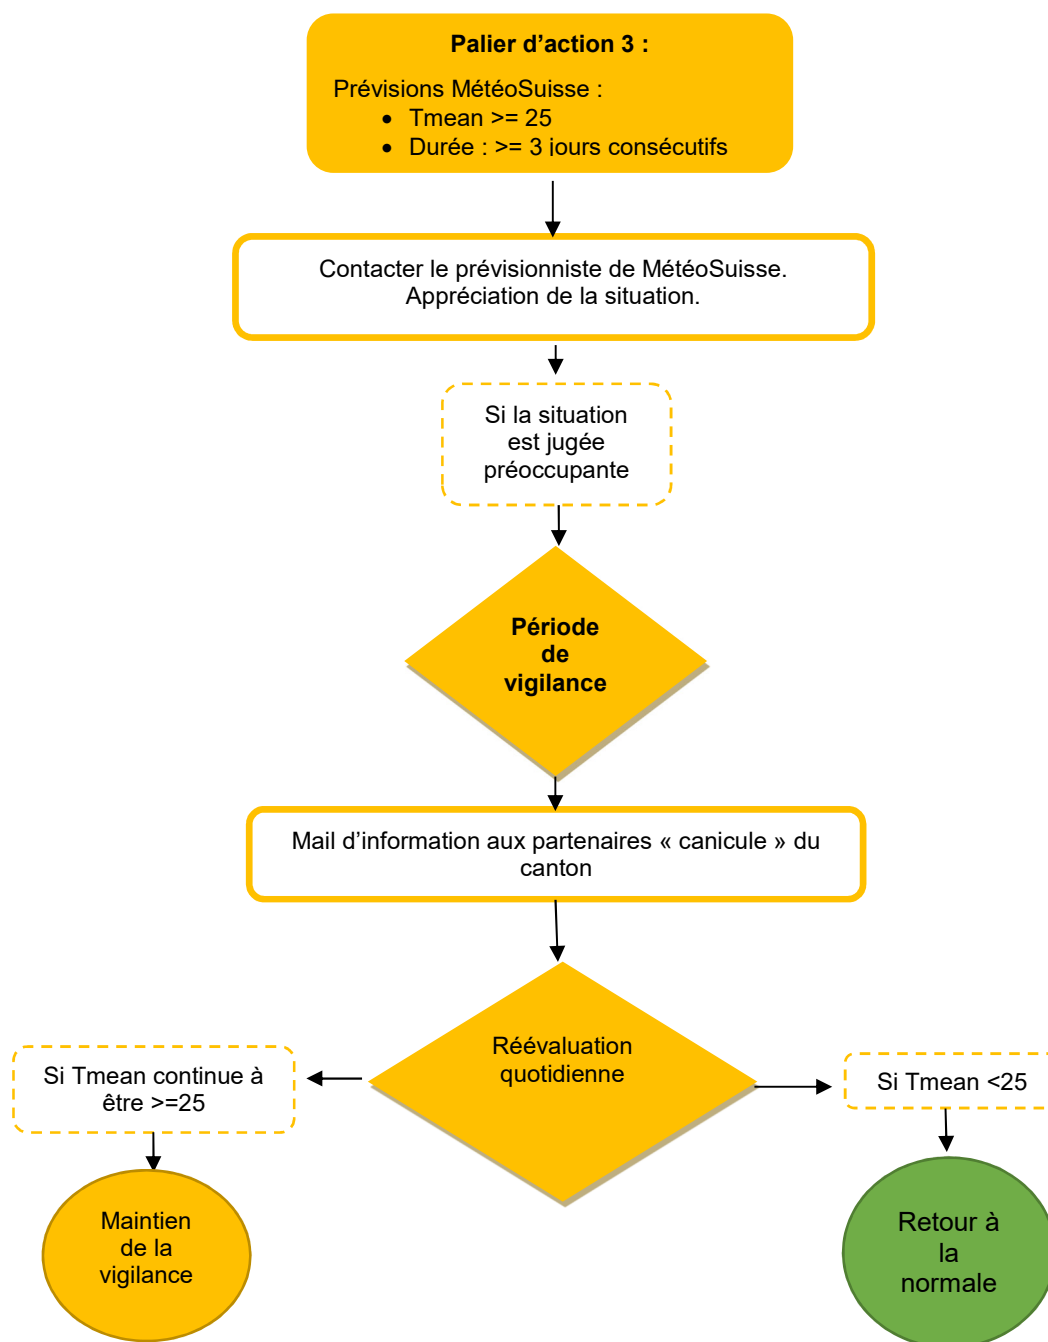 Palier d’action 3 :
Prévisions MétéoSuisse :
• Tmean >= 25
• Durée : >= 3 jours consécutifs
Contacter le prévisionniste de MétéoSuisse.
Appréciation de la situation.
Si la situation
est jugée
préoccupante
Période
de
vigilance
Mail d’information aux partenaires « canicule » du
canton
Réévaluation
quotidienne
Si Tmean continue à
être >=25
Si Tmean <25
Maintien
de la
vigilance
Retour à
la
normale